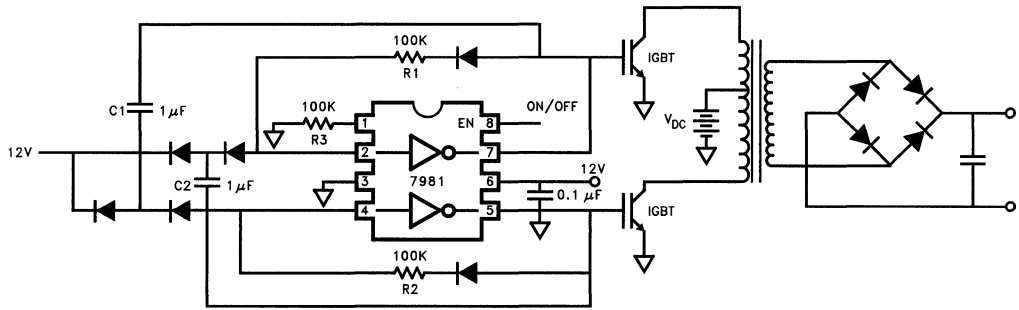 100K
R1
IGBT
C1
1 μF
100K
R3
1
EN
8
ON/OFF
VDC
12V
2
7
C2
1 μF
3
7981
6
12V
0.1 μF
4
5
IGBT
100K
R2